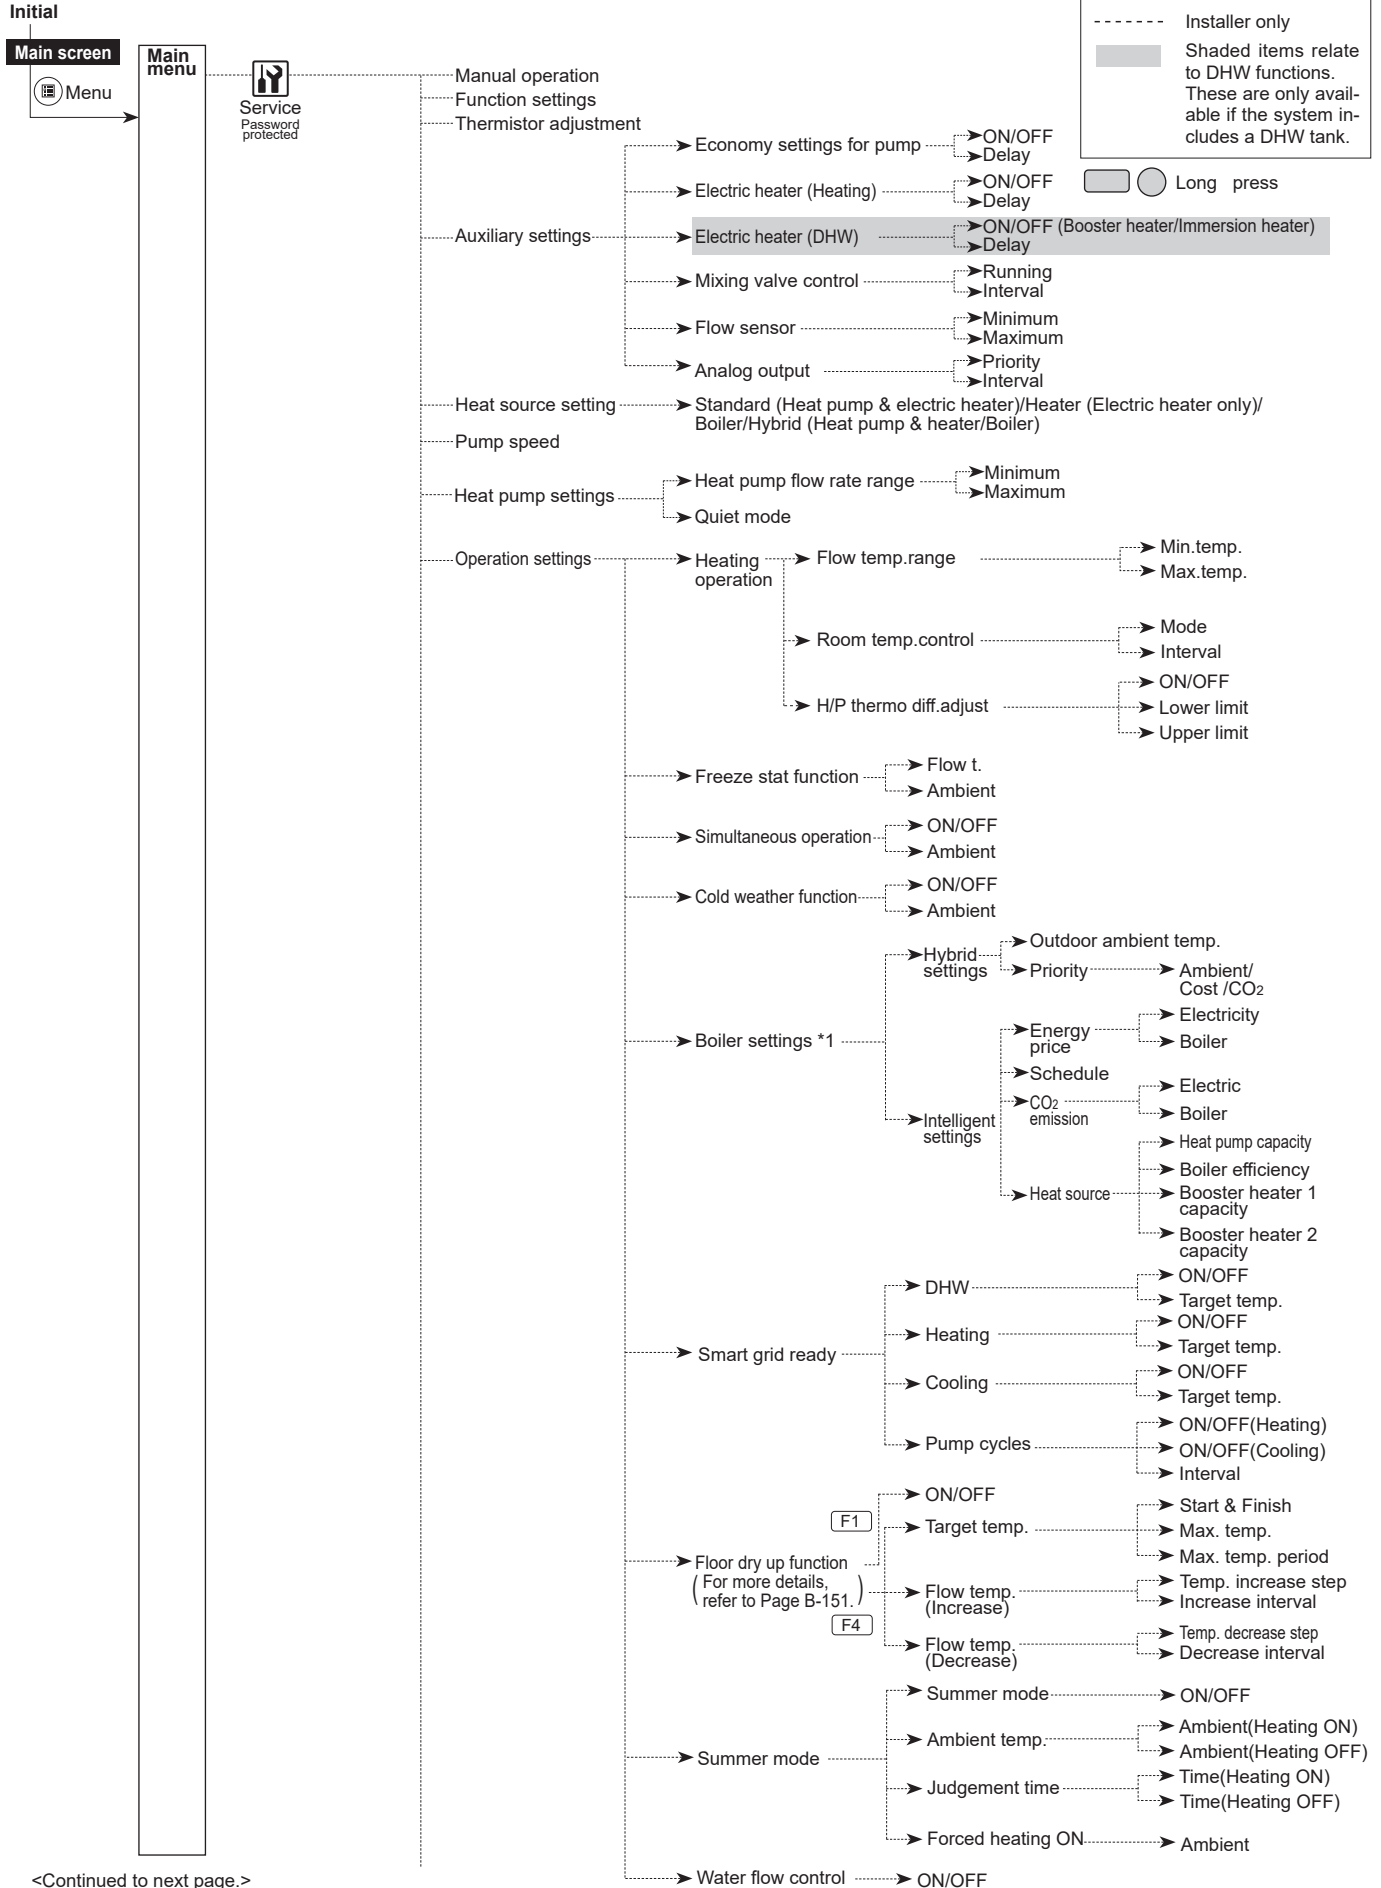 Initial
Main screen
Menu
Main
menu
Service
Password
protected
Installer only
Shaded items relate
to DHW functions.
These are only avail-
able if the system in-
cludes a DHW tank.
Long press
Manual operation
Function settings
Thermistor adjustment
Auxiliary settings
Economy settings for pump
ON/OFF
Delay
Electric heater (Heating)
ON/OFF
Delay
Electric heater (DHW)
ON/OFF (Booster heater/Immersion heater)
Delay
Mixing valve control
Running
Interval
Flow sensor
Minimum
Maximum
Analog output
Priority
Interval
Heat source setting
Standard (Heat pump & electric heater)/Heater (Electric heater only)/
Boiler/Hybrid (Heat pump & heater/Boiler)
Pump speed
Heat pump settings
Heat pump flow rate range
Minimum
Maximum
Quiet mode
Operation settings
Heating
operation
Flow temp.range
Min.temp.
Max.temp.
Room temp.control
Mode
Interval
H/P thermo diff.adjust
ON/OFF
Lower limit
Upper limit
Freeze stat function
Flow t.
Ambient
Simultaneous operation
ON/OFF
Ambient
Cold weather function
ON/OFF
Ambient
Boiler settings *1
Hybrid
settings
Outdoor ambient temp.
Priority
Ambient/
Cost /CO2
Intelligent
settings
Energy
price
Electricity
Boiler
Schedule
CO2
emission
Electric
Boiler
Heat source
Heat pump capacity
Boiler efficiency
Booster heater 1
capacity
Booster heater 2
capacity
Smart grid ready
DHW
ON/OFF
Target temp.
Heating
ON/OFF
Target temp.
Cooling
ON/OFF
Target temp.
Pump cycles
ON/OFF(Heating)
ON/OFF(Cooling)
Interval
Floor dry up function
(For more details,
refer to Page B-151.)
F1
F4
ON/OFF
Target temp.
Start & Finish
Max. temp.
Max. temp. period
Flow temp.
(Increase)
Temp. increase step
Increase interval
Flow temp.
(Decrease)
Temp. decrease step
Decrease interval
Summer mode
Summer mode
ON/OFF
Ambient temp.
Ambient(Heating ON)
Ambient(Heating OFF)
Judgement time
Time(Heating ON)
Time(Heating OFF)
Forced heating ON
Ambient
Water flow control
ON/OFF
<Continued to next page.>